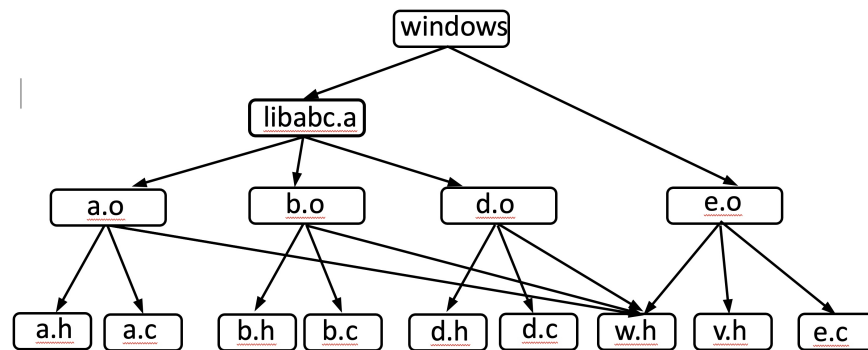 windows
libabc.a
a.o
b.o
d.o
e.o
a.h
a.c
b.h
b.c
d.h
d.c
w.h
v.h
e.c